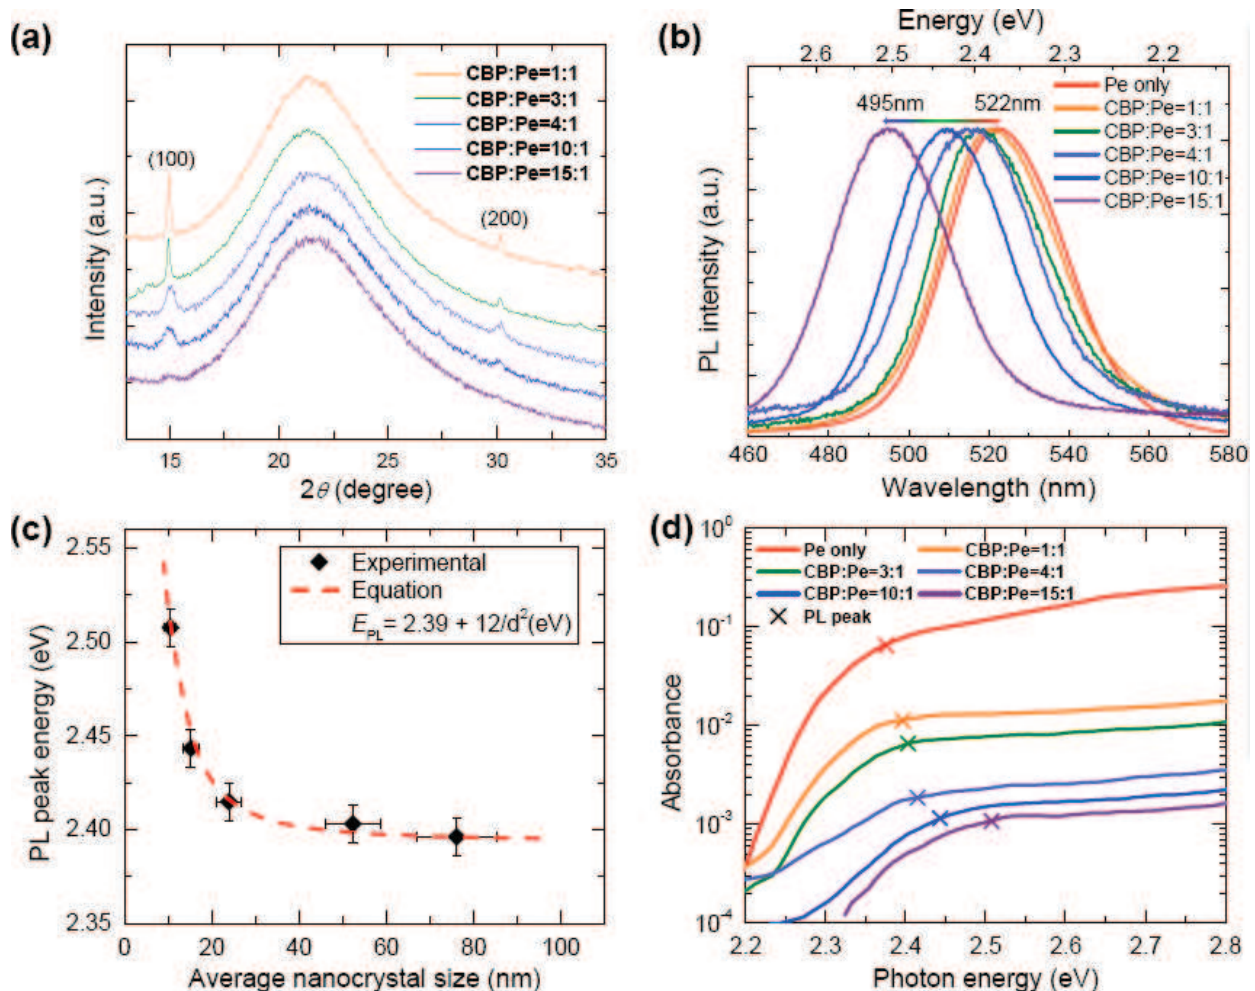 (a)
CBP:Pe=1:1
CBP:Pe=3:1
CBP:Pe=4:1
CBP:Pe=10:1
CBP:Pe=15:1
(100)
(200)
Intensity (a.u.)
15 20 25 30 35
2θ (degree)
(b)
Energy (eV)
2.6 2.5 2.4 2.3 2.2
495nm 522nm
Pe only
CBP:Pe=1:1
CBP:Pe=3:1
CBP:Pe=4:1
CBP:Pe=10:1
CBP:Pe=15:1
PL intensity (a.u.)
460 480 500 520 540 560 580
Wavelength (nm)
(c)
2.55
2.50
2.45
2.40
2.35
PL peak energy (eV)
Experimental
Equation
E_PL = 2.39 + 12/d²(eV)
0 20 40 60 80 100
Average nanocrystal size (nm)
(d)
10⁰
10⁻¹
10⁻²
10⁻³
10⁻⁴
Absorbance
Pe only CBP:Pe=1:1
CBP:Pe=3:1 CBP:Pe=4:1
CBP:Pe=10:1 CBP:Pe=15:1
PL peak
2.2 2.3 2.4 2.5 2.6 2.7 2.8
Photon energy (eV)